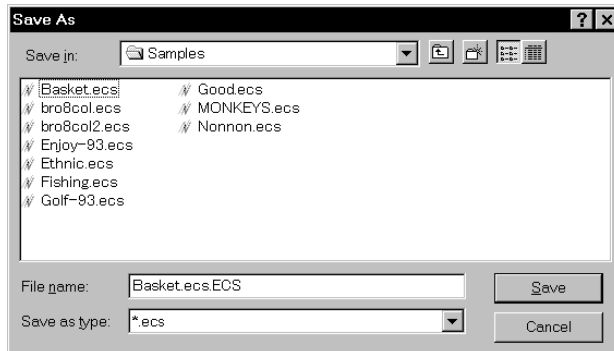 Save As
Save in: Samples
Basket.ecs
bro8col.ecs
bro8col2.ecs
Enjoy-93.ecs
Ethnic.ecs
Fishing.ecs
Golf-93.ecs
Good.ecs
MONKEYS.ecs
Nonnon.ecs
File name: Basket.ecs.ECS Save
Save as type: *.ecs Cancel